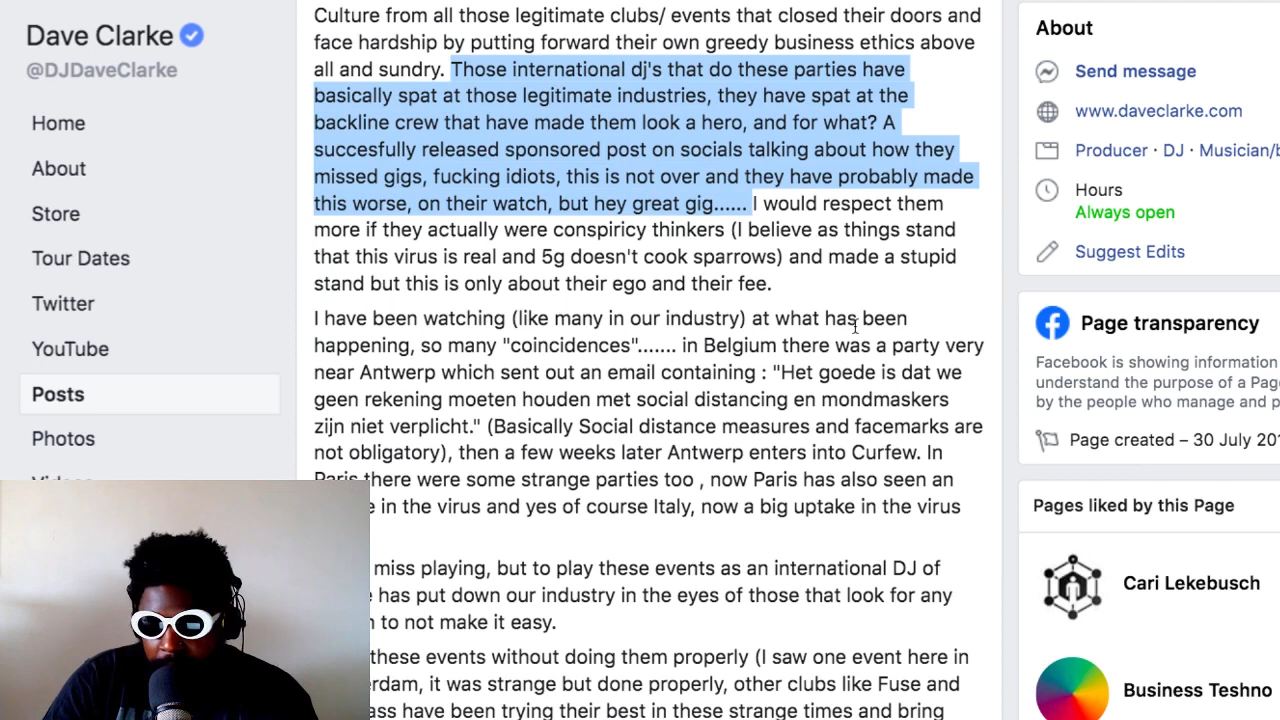 Dave Clarke
@DJDaveClarke
Home
About
Store
Tour Dates
Twitter
YouTube
Posts
Photos
Culture from all those legitimate clubs/ events that closed their doors and
face hardship by putting forward their own greedy business ethics above
all and sundry. Those international dj's that do these parties have
basically spat at those legitimate industries, they have spat at the
backline crew that have made them look a hero, and for what? A
succesfully released sponsored post on socials talking about how they
missed gigs, fucking idiots, this is not over and they have probably made
this worse, on their watch, but hey great gig...... I would respect them
more if they actually were conspiricy thinkers (I believe as things stand
that this virus is real and 5g doesn't cook sparrows) and made a stupid
stand but this is only about their ego and their fee.
I have been watching (like many in our industry) at what has been
happening, so many "coincidences"....... in Belgium there was a party very
near Antwerp which sent out an email containing : "Het goede is dat we
geen rekening moeten houden met social distancing en mondmaskers
zijn niet verplicht." (Basically Social distance measures and facemarks are
not obligatory), then a few weeks later Antwerp enters into Curfew. In
Paris there were some strange parties too , now Paris has also seen an
in the virus and yes of course Italy, now a big uptake in the virus
miss playing, but to play these events as an international DJ of
has put down our industry in the eyes of those that look for any
to not make it easy.
these events without doing them properly (I saw one event here in
it was strange but done properly, other clubs like Fuse and
have been trying their best in these strange times and bring
About
Send message
www.daveclarke.com
Producer · DJ · Musician/
Hours
Always open
Suggest Edits
Page transparency
Facebook is showing information
understand the purpose of a Pag
by the people who manage and p
Page created – 30 July 20
Pages liked by this Page
Cari Lekebusch
Business Teshno